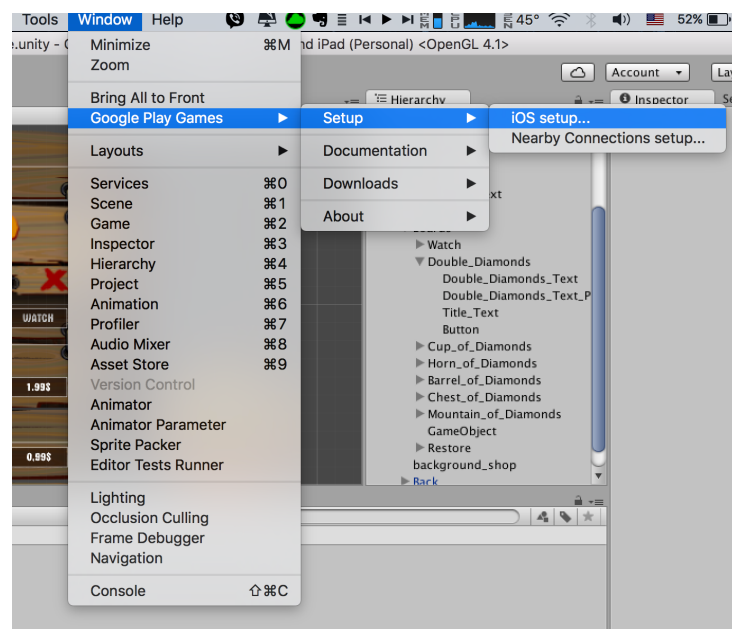 Tools Window Help 45° 52%
e.unity - nd iPad (Personal) <OpenGL 4.1>
Minimize ⌘M
Zoom
Account
Bring All to Front
Hierarchy Inspector
Google Play Games
Setup
iOS setup...
Nearby Connections setup...
Layouts
Documentation
Services ⌘0
Downloads
Scene ⌘1
xt
Game ⌘2
About
Inspector ⌘3
Watch
Hierarchy ⌘4
Double_Diamonds
Project ⌘5
Double_Diamonds_Text
Animation ⌘6
Double_Diamonds_Text_P
WATCH
Profiler ⌘7
Title_Text
Button
Audio Mixer ⌘8
Cup_of_Diamonds
Asset Store ⌘9
Horn_of_Diamonds
Version Control
1.99$
Barrel_of_Diamonds
Animator
Chest_of_Diamonds
Animator Parameter
Mountain_of_Diamonds
GameObject
Sprite Packer
Restore
0.99$
Editor Tests Runner
background_shop
Back
Lighting
Occlusion Culling
Frame Debugger
Navigation
Console ⇧⌘C